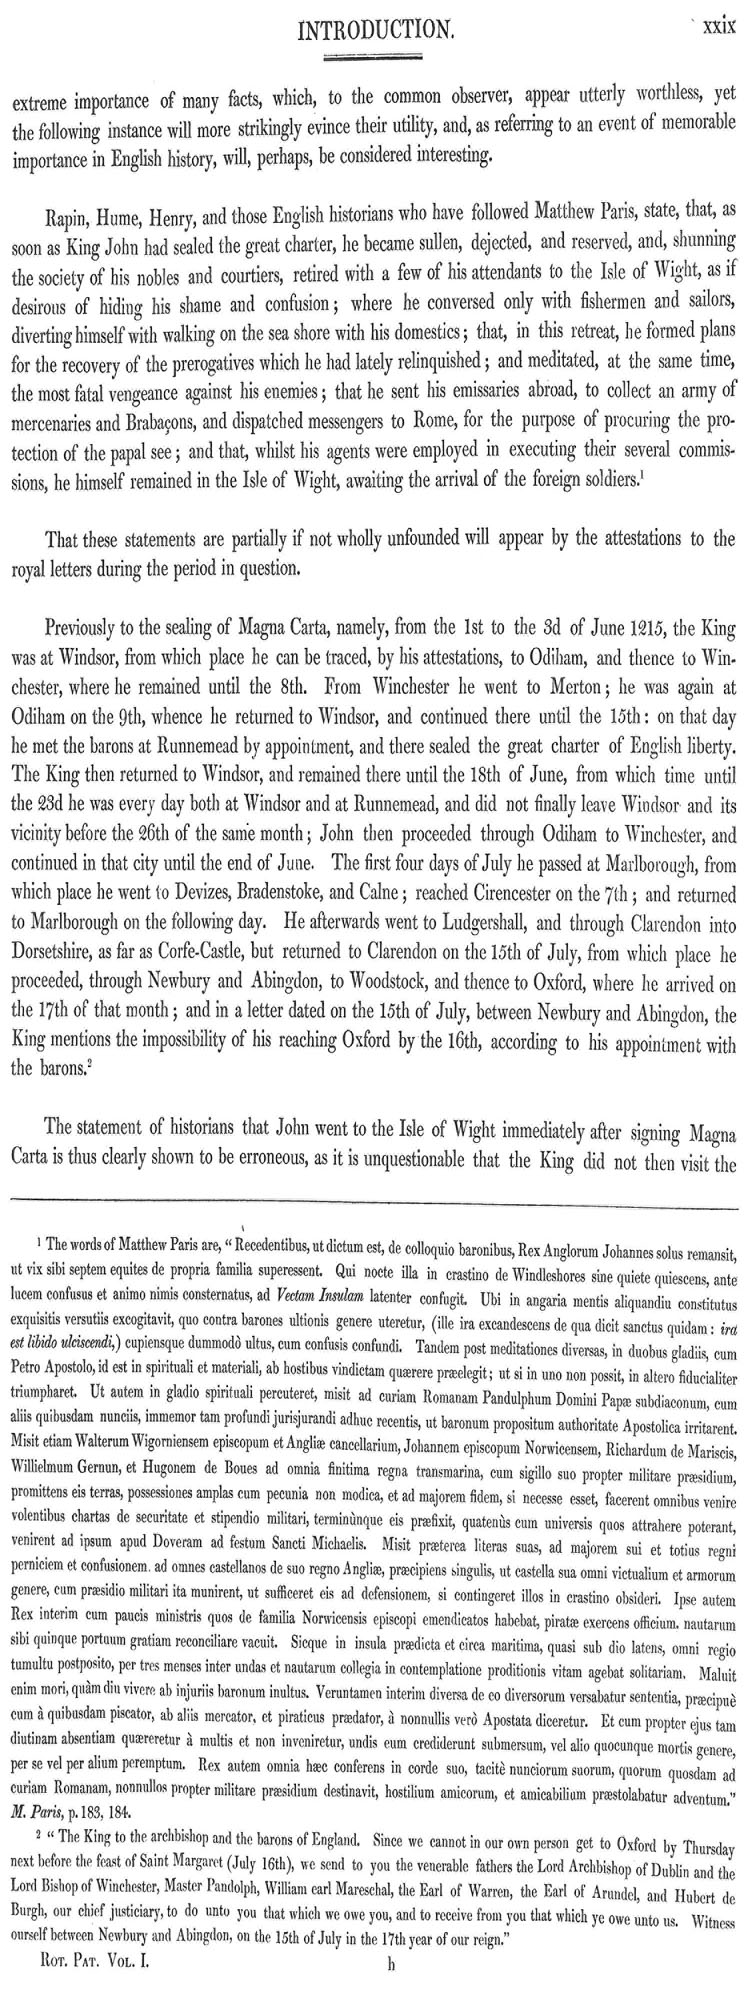 INTRODUCTION. xxix
extreme importance of many facts, which, to the common observer, appear utterly worthless, yet
the following instance will more strikingly evince their utility, and, as referring to an event of memorable
importance in English history, will, perhaps, be considered interesting.
Rapin, Hume, Henry, and those English historians who have followed Matthew Paris, state, that, as
soon as King John had sealed the great charter, he became sullen, dejected, and reserved, and, shunning
the society of his nobles and courtiers, retired with a few of his attendants to the Isle of Wight, as if
desirous of hiding his shame and confusion; where he conversed only with fishermen and sailors,
diverting himself with walking on the sea shore with his domestics; that, in this retreat, he formed plans
for the recovery of the prerogatives which he had lately relinquished; and meditated, at the same time,
the most fatal vengeance against his enemies; that he sent his emissaries abroad, to collect an army of
mercenaries and Brabaçons, and dispatched messengers to Rome, for the purpose of procuring the pro-
tection of the papal see; and that, whilst his agents were employed in executing their several commis-
sions, he himself remained in the Isle of Wight, awaiting the arrival of the foreign soldiers.¹
That these statements are partially if not wholly unfounded will appear by the attestations to the
royal letters during the period in question.
Previously to the sealing of Magna Carta, namely, from the 1st to the 3d of June 1215, the King
was at Windsor, from which place he can be traced, by his attestations, to Odiham, and thence to Win-
chester, where he remained until the 8th. From Winchester he went to Merton; he was again at
Odiham on the 9th, whence he returned to Windsor, and continued there until the 15th: on that day
he met the barons at Runnemead by appointment, and there sealed the great charter of English liberty.
The King then returned to Windsor, and remained there until the 18th of June, from which time until
the 23d he was every day both at Windsor and at Runnemead, and did not finally leave Windsor and its
vicinity before the 26th of the same month; John then proceeded through Odiham to Winchester, and
continued in that city until the end of June. The first four days of July he passed at Marlborough, from
which place he went to Devizes, Bradenstoke, and Calne; reached Cirencester on the 7th; and returned
to Marlborough on the following day. He afterwards went to Ludgershall, and through Clarendon into
Dorsetshire, as far as Corfe-Castle, but returned to Clarendon on the 15th of July, from which place he
proceeded, through Newbury and Abingdon, to Woodstock, and thence to Oxford, where he arrived on
the 17th of that month; and in a letter dated on the 15th of July, between Newbury and Abingdon, the
King mentions the impossibility of his reaching Oxford by the 16th, according to his appointment with
the barons.²
The statement of historians that John went to the Isle of Wight immediately after signing Magna
Carta is thus clearly shown to be erroneous, as it is unquestionable that the King did not then visit the
¹ The words of Matthew Paris are, “Recedentibus, ut dictum est, de colloquio baronibus, Rex Anglorum Johannes solus remansit,
ut vix sibi septem equites de propria familia superessent. Qui nocte illa in crastino de Windleshores sine quiete quiescens, ante
lucem confusus et animo nimis consternatus, ad Vectam Insulam latenter confugit. Ubi in angaria mentis aliquandiu constitutus
exquisitis versutiis excogitavit, quo contra barones ultionis genere uteretur, (ille ira excandescens de qua dicit sanctus quidam: ira
est libido ulciscendi,) cupiensque dummodò ultus, cum confusis confundi. Tandem post meditationes diversas, in duobus gladiis, cum
Petro Apostolo, id est in spirituali et materiali, ab hostibus vindictam quærere præelegit; ut si in uno non possit, in altero fiducialiter
triumpharet. Ut autem in gladio spirituali percuteret, misit ad curiam Romanam Pandulphum Domini Papæ subdiaconum, cum
aliis quibusdam nunciis, immemor tam profundi jurisjurandi adhuc recentis, ut baronum propositum authoritate Apostolica irritarent.
Misit etiam Walterum Wigorniensem episcopum et Angliæ cancellarium, Johannem episcopum Norwicensem, Richardum de Mariscis,
Willielmum Gernun, et Hugonem de Boues ad omnia finitima regna transmarina, cum sigillo suo propter militare præsidium,
promittens eis terras, possessiones amplas cum pecunia non modica, et ad majorem fidem, si necesse esset, facerent omnibus venire
volentibus chartas de securitate et stipendio militari, terminùnque eis præfixit, quatenùs cum universis quos attrahere poterant,
venirent ad ipsum apud Doveram ad festum Sancti Michaelis. Misit præterea literas suas, ad majorem sui et totius regni
perniciem et confusionem. ad omnes castellanos de suo regno Angliæ, præcipiens singulis, ut castella sua omni victualium et armorum
genere, cum præsidio militari ita munirent, ut sufficeret eis ad defensionem, si contingeret illos in crastino obsideri. Ipse autem
Rex interim cum paucis ministris quos de familia Norwicensis episcopi emendicatos habebat, piratæ exercens officium. nautarum
sibi quinque portuum gratiam reconciliare vacuit. Sicque in insula prædicta et circa maritima, quasi sub dio latens, omni regio
tumultu postposito, per tres menses inter undas et nautarum collegia in contemplatione proditionis vitam agebat solitariam. Maluit
enim mori, quàm diu vivere ab injuriis baronum inultus. Veruntamen interim diversa de eo diversorum versabatur sententia, præcipuè
cum à quibusdam piscator, ab aliis mercator, et piraticus prædator, à nonnullis verò Apostata diceretur. Et cum propter ejus tam
diutinam absentiam quæreretur à multis et non inveniretur, undis eum crediderunt submersum, vel alio quocunque mortis genere,
per se vel per alium peremptum. Rex autem omnia hæc conferens in corde suo, tacitè nunciorum suorum, quorum quosdam ad
curiam Romanam, nonnullos propter militare præsidium destinavit, hostilium amicorum, et amicabilium præstolabatur adventum.”
M. Paris, p. 183, 184.
² “The King to the archbishop and the barons of England. Since we cannot in our own person get to Oxford by Thursday
next before the feast of Saint Margaret (July 16th), we send to you the venerable fathers the Lord Archbishop of Dublin and the
Lord Bishop of Winchester, Master Pandolph, William earl Mareschal, the Earl of Warren, the Earl of Arundel, and Hubert de
Burgh, our chief justiciary, to do unto you that which we owe you, and to receive from you that which ye owe unto us. Witness
ourself between Newbury and Abingdon, on the 15th of July in the 17th year of our reign.”
Rot. Pat. Vol. I. h